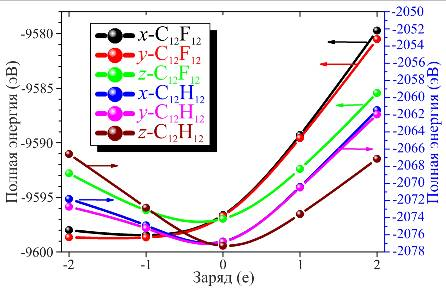 -2050
-9580
-2052
-2054
x-C₁₂F₁₂
-2056
y-C₁₂F₁₂
-2058
z-C₁₂F₁₂
-9585
-2060
x-C₁₂H₁₂
-2062
y-C₁₂H₁₂
-2064
z-C₁₂H₁₂
-9590
-2066
-2068
-2070
-9595
-2072
-2074
-2076
-9600
-2078
-2 -1 0 1 2
Заряд (e)
Полная энергия (эВ)
Полная энергия (эВ)